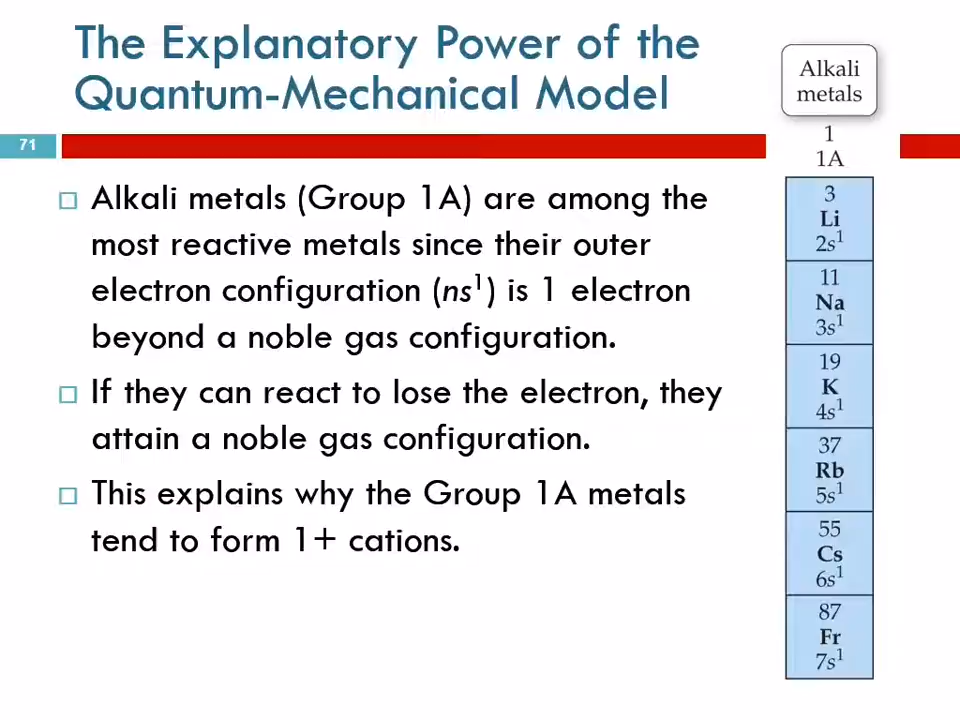 The Explanatory Power of the
Quantum-Mechanical Model
71
Alkali metals (Group 1A) are among the
most reactive metals since their outer
electron configuration (ns¹) is 1 electron
beyond a noble gas configuration.
If they can react to lose the electron, they
attain a noble gas configuration.
This explains why the Group 1A metals
tend to form 1+ cations.
Alkali
metals
1
1A
3
Li
2s¹
11
Na
3s¹
19
K
4s¹
37
Rb
5s¹
55
Cs
6s¹
87
Fr
7s¹